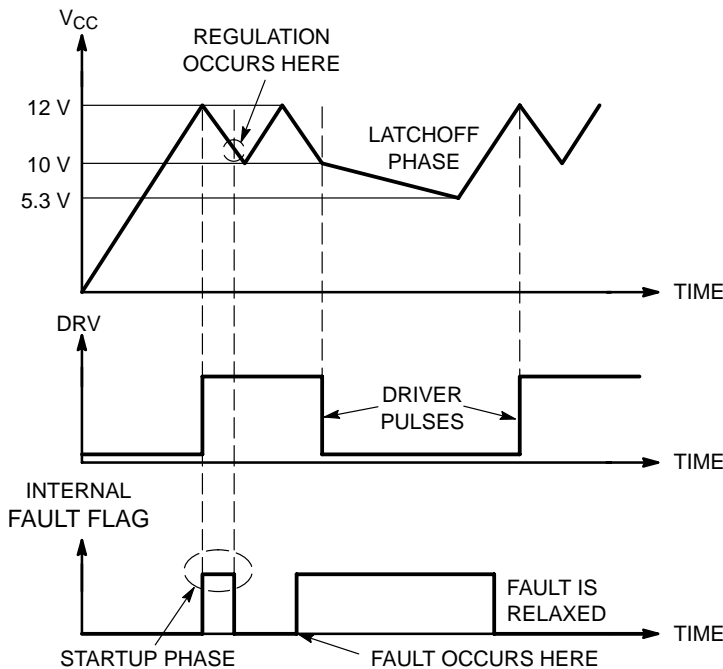 VCC
REGULATION
OCCURS HERE
12 V
10 V
5.3 V
LATCHOFF
PHASE
TIME
DRV
DRIVER
PULSES
TIME
INTERNAL
FAULT FLAG
FAULT IS
RELAXED
TIME
STARTUP PHASE
FAULT OCCURS HERE